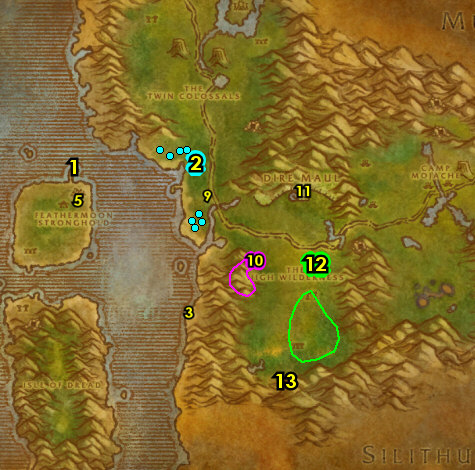 M
THE
TWIN COLOSSALS
1
2
DIRE MAUL
CAMP
MOJACHE
5
9
11
FEATHERMOON
STRONGHOLD
10
12
THE
HIGH WILDERNESS
3
ISLE OF DREAD
13
SILITHU